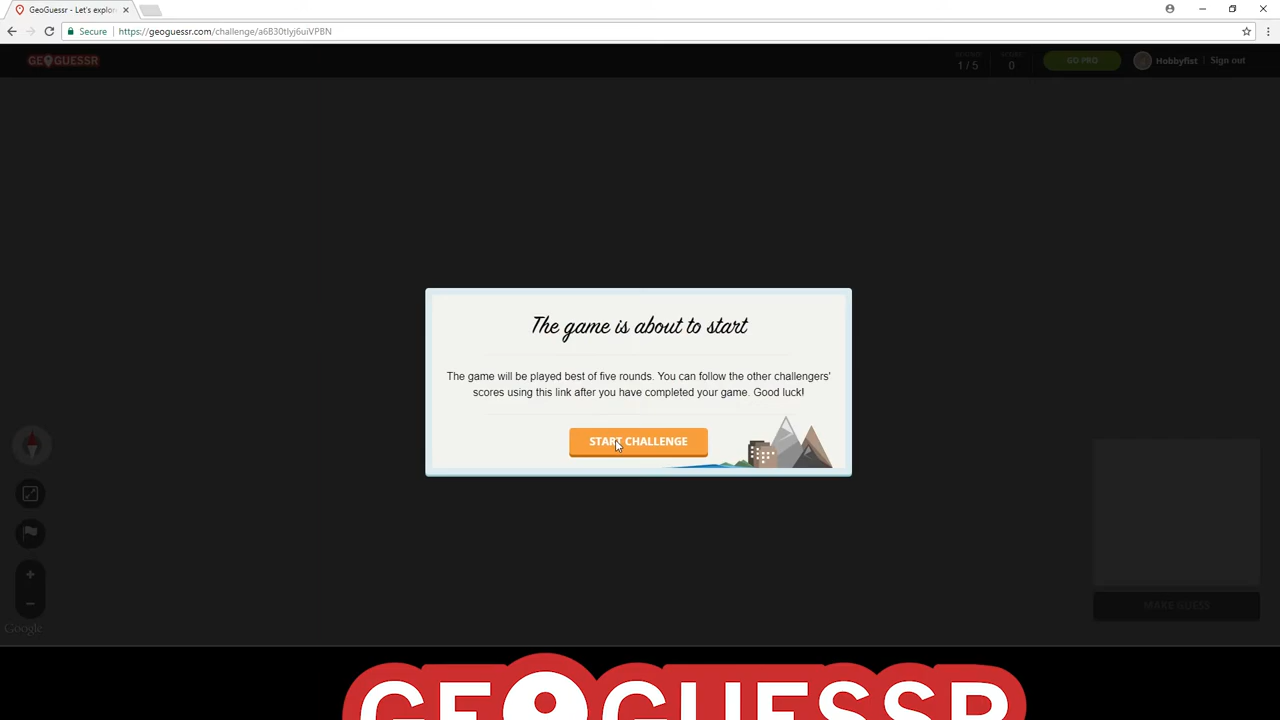 GeoGuessr - Let's explor
Secure
https://geoguessr.com/challenge/a6B30tIyj6uiVPBN
GEOGUESSR
1 / 5
0
GO PRO
Hobbyfist
Sign out
The game is about to start
The game will be played best of five rounds. You can follow the other challengers'
scores using this link after you have completed your game. Good luck!
START CHALLENGE
MAKE GUESS
Google
GEOGUESSR